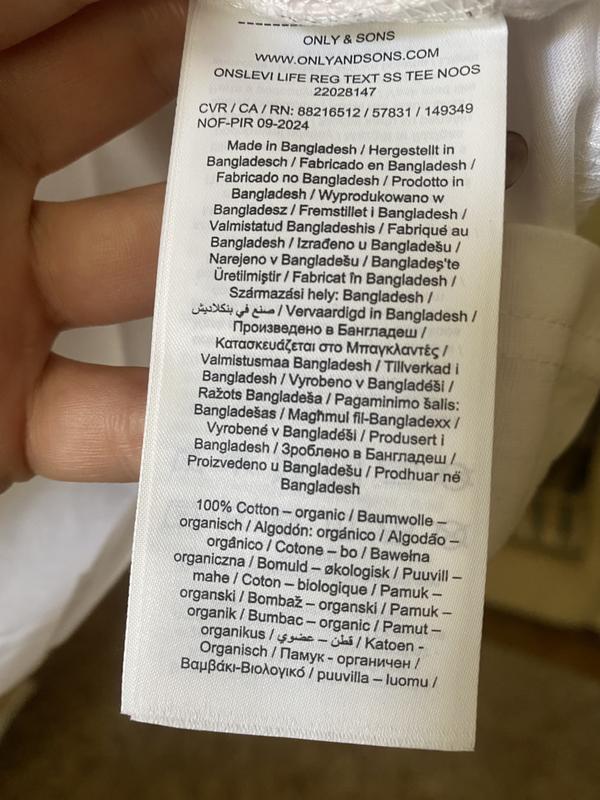 ONLY & SONS
WWW.ONLYANDSONS.COM
ONSLEVI LIFE REG TEXT SS TEE NOOS
22028147
CVR / CA / RN: 88216512 / 57831 / 149349
NOF-PIR 09-2024
Made in Bangladesh / Hergestellt in
Bangladesch / Fabricado en Bangladesh /
Fabricado no Bangladesh / Prodotto in
Bangladesh / Wyprodukowano w
Bangladesz / Fremstillet i Bangladesh /
Valmistatud Bangladeshis / Fabriqué au
Bangladesh / Izrađeno u Bangladešu /
Narejeno v Bangladešu / Bangladeş'te
Üretilmiştir / Fabricat în Bangladesh /
Származási hely: Bangladesh /
صنع في بنكلاديش / Vervaardigd in Bangladesh /
Произведено в Бангладеш /
Κατασκευάζεται στο Μπαγκλαντές /
Valmistusmaa Bangladesh / Tillverkad i
Bangladesh / Vyrobeno v Bangladéši /
Ražots Bangladeša / Pagaminimo šalis:
Bangladešas / Magħmul fil-Bangladexx /
Vyrobené v Bangladéši / Produsert i
Bangladesh / Зроблено в Бангладеш /
Proizvedeno u Bangladešu / Prodhuar në
Bangladesh
100% Cotton – organic / Baumwolle –
organisch / Algodón: orgánico / Algodão –
orgânico / Cotone – bo / Bawełna
organiczna / Bomuld – økologisk / Puuvill –
mahe / Coton – biologique / Pamuk –
organski / Bombaž – organski / Pamuk –
organik / Bumbac – organic / Pamut –
organikus / قطن – عضوي / Katoen -
Organisch / Памук - органичен /
Βαμβάκι-Βιολογικό / puuvilla – luomu /